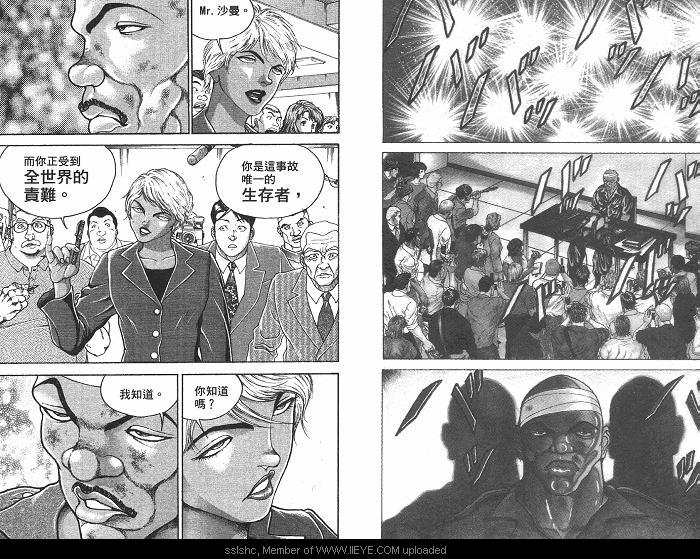 Mr. 沙曼。
你是這事故
唯一的
生存者，
而你正受到
全世界的
責難。
你知道
嗎？
我知道。
sslshc, Member of WWW.IIEYE.COM uploaded